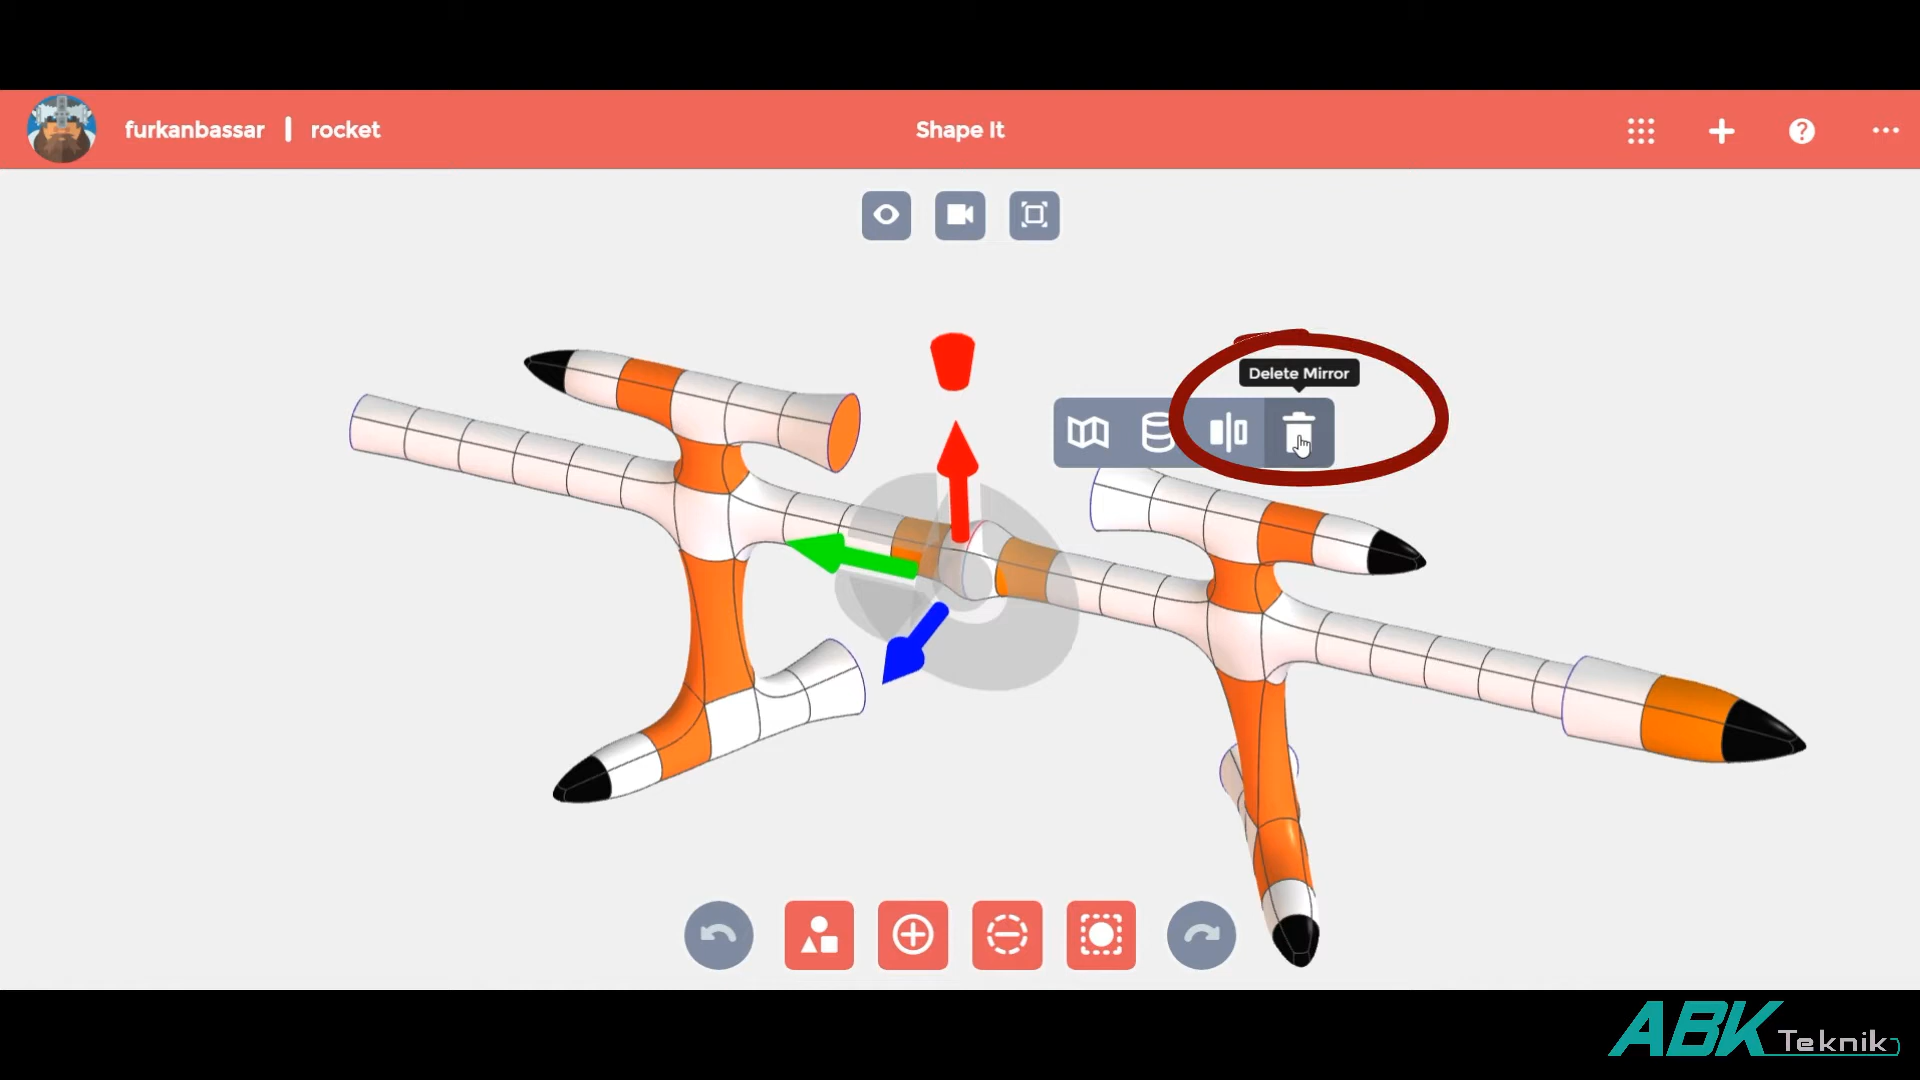 furkanbassar | rocket
Shape It
Delete Mirror
ABK Teknik